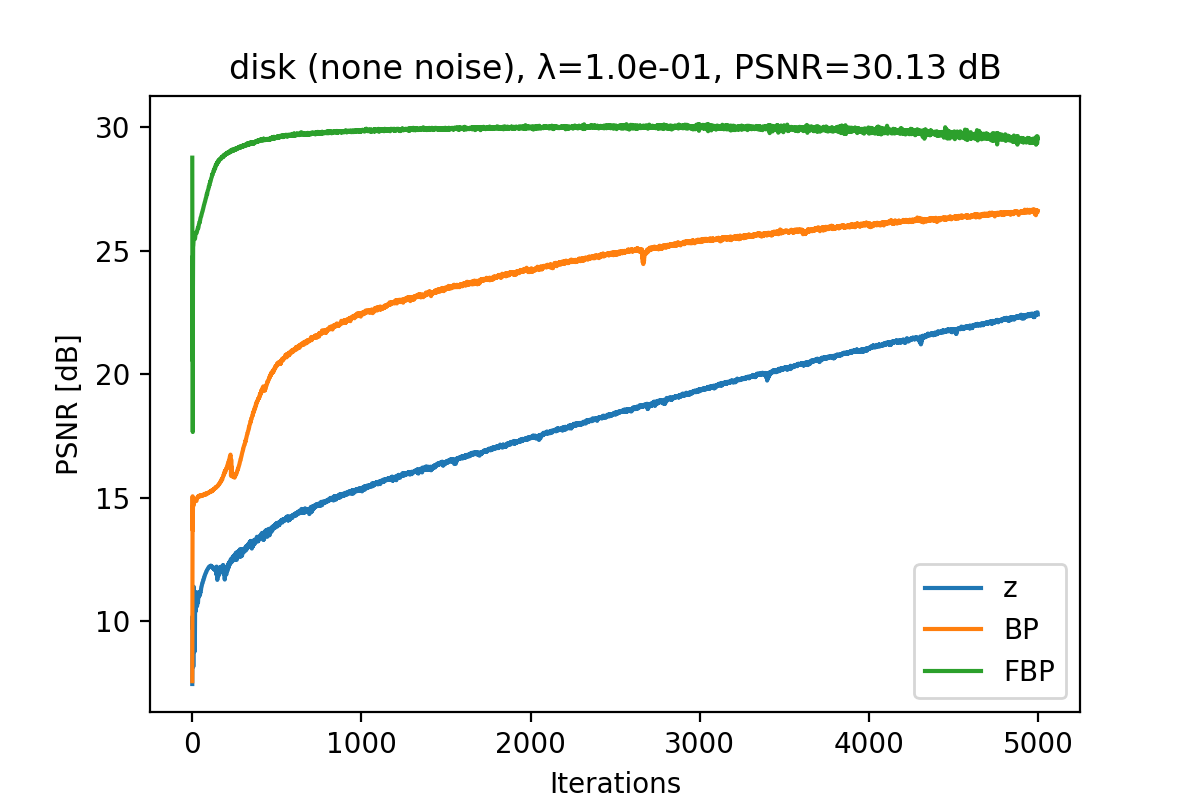 disk (none noise), λ=1.0e-01, PSNR=30.13 dB
30
25
20
15
10
PSNR [dB]
z
BP
FBP
0 1000 2000 3000 4000 5000
Iterations